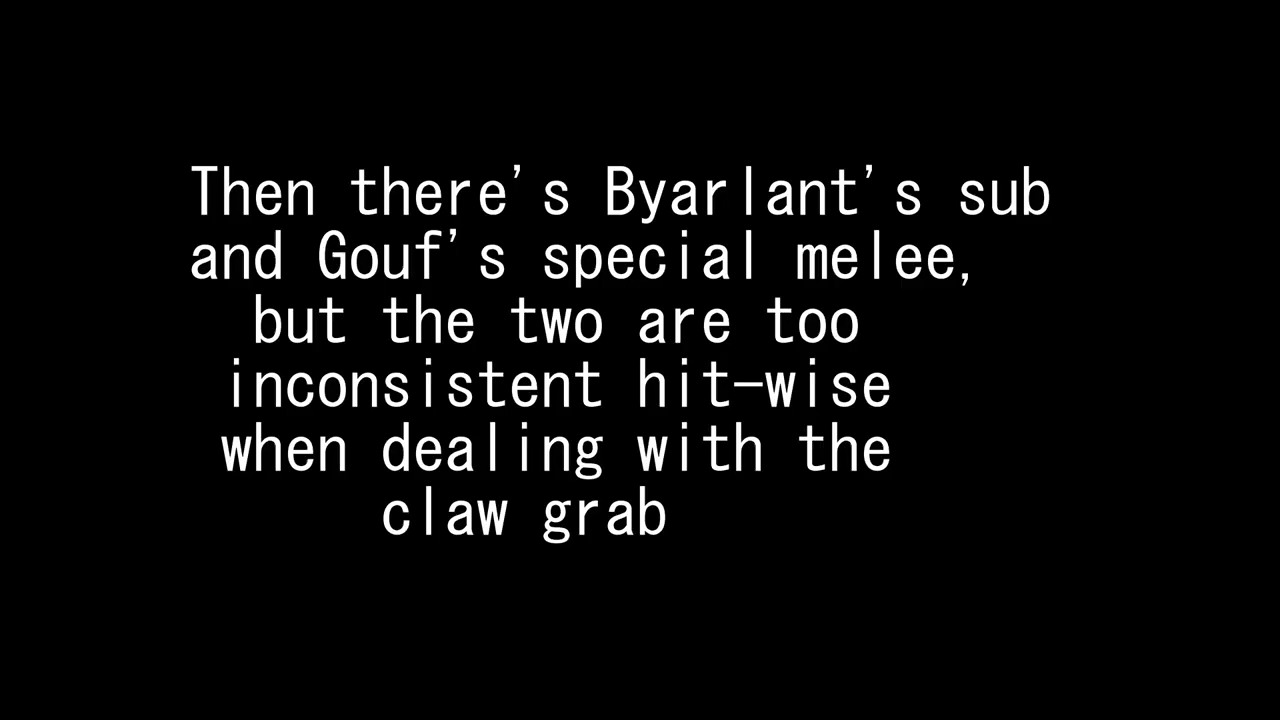 Then there's Byarlant's sub
and Gouf's special melee,
but the two are too
inconsistent hit-wise
when dealing with the
claw grab